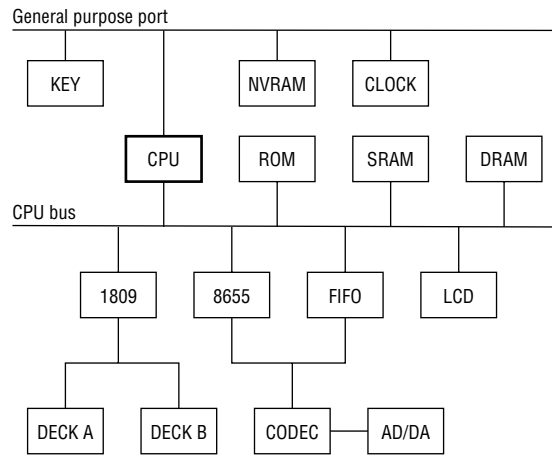 General purpose port
KEY
NVRAM
CLOCK
CPU
ROM
SRAM
DRAM
CPU bus
1809
8655
FIFO
LCD
DECK A
DECK B
CODEC
AD/DA